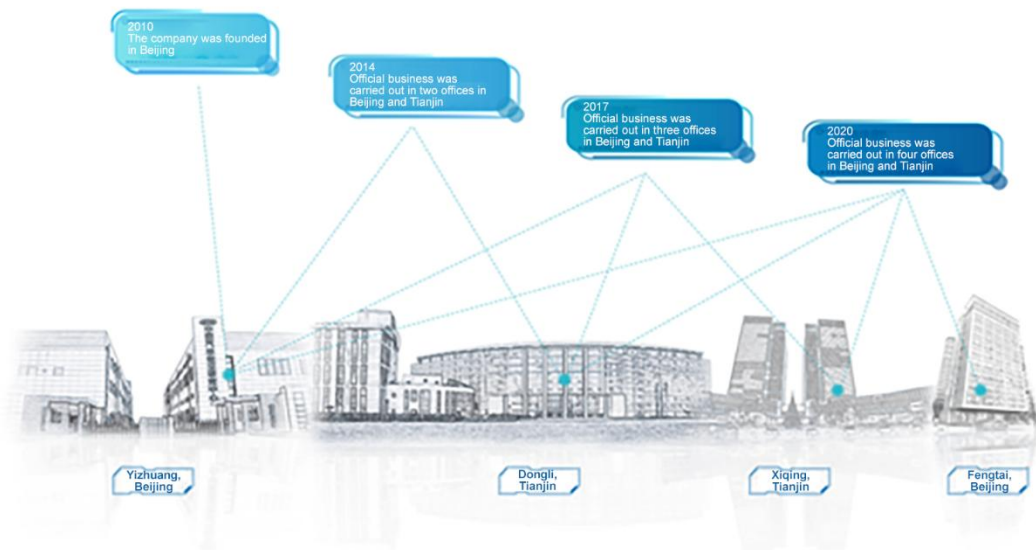 2010
The company was founded
in Beijing
2014
Official business was
carried out in two offices in
Beijing and Tianjin
2017
Official business was
carried out in three offices
in Beijing and Tianjin
2020
Official business was
carried out in four offices
in Beijing and Tianjin
Yizhuang,
Beijing
Dongli,
Tianjin
Xiqing,
Tianjin
Fengtai,
Beijing